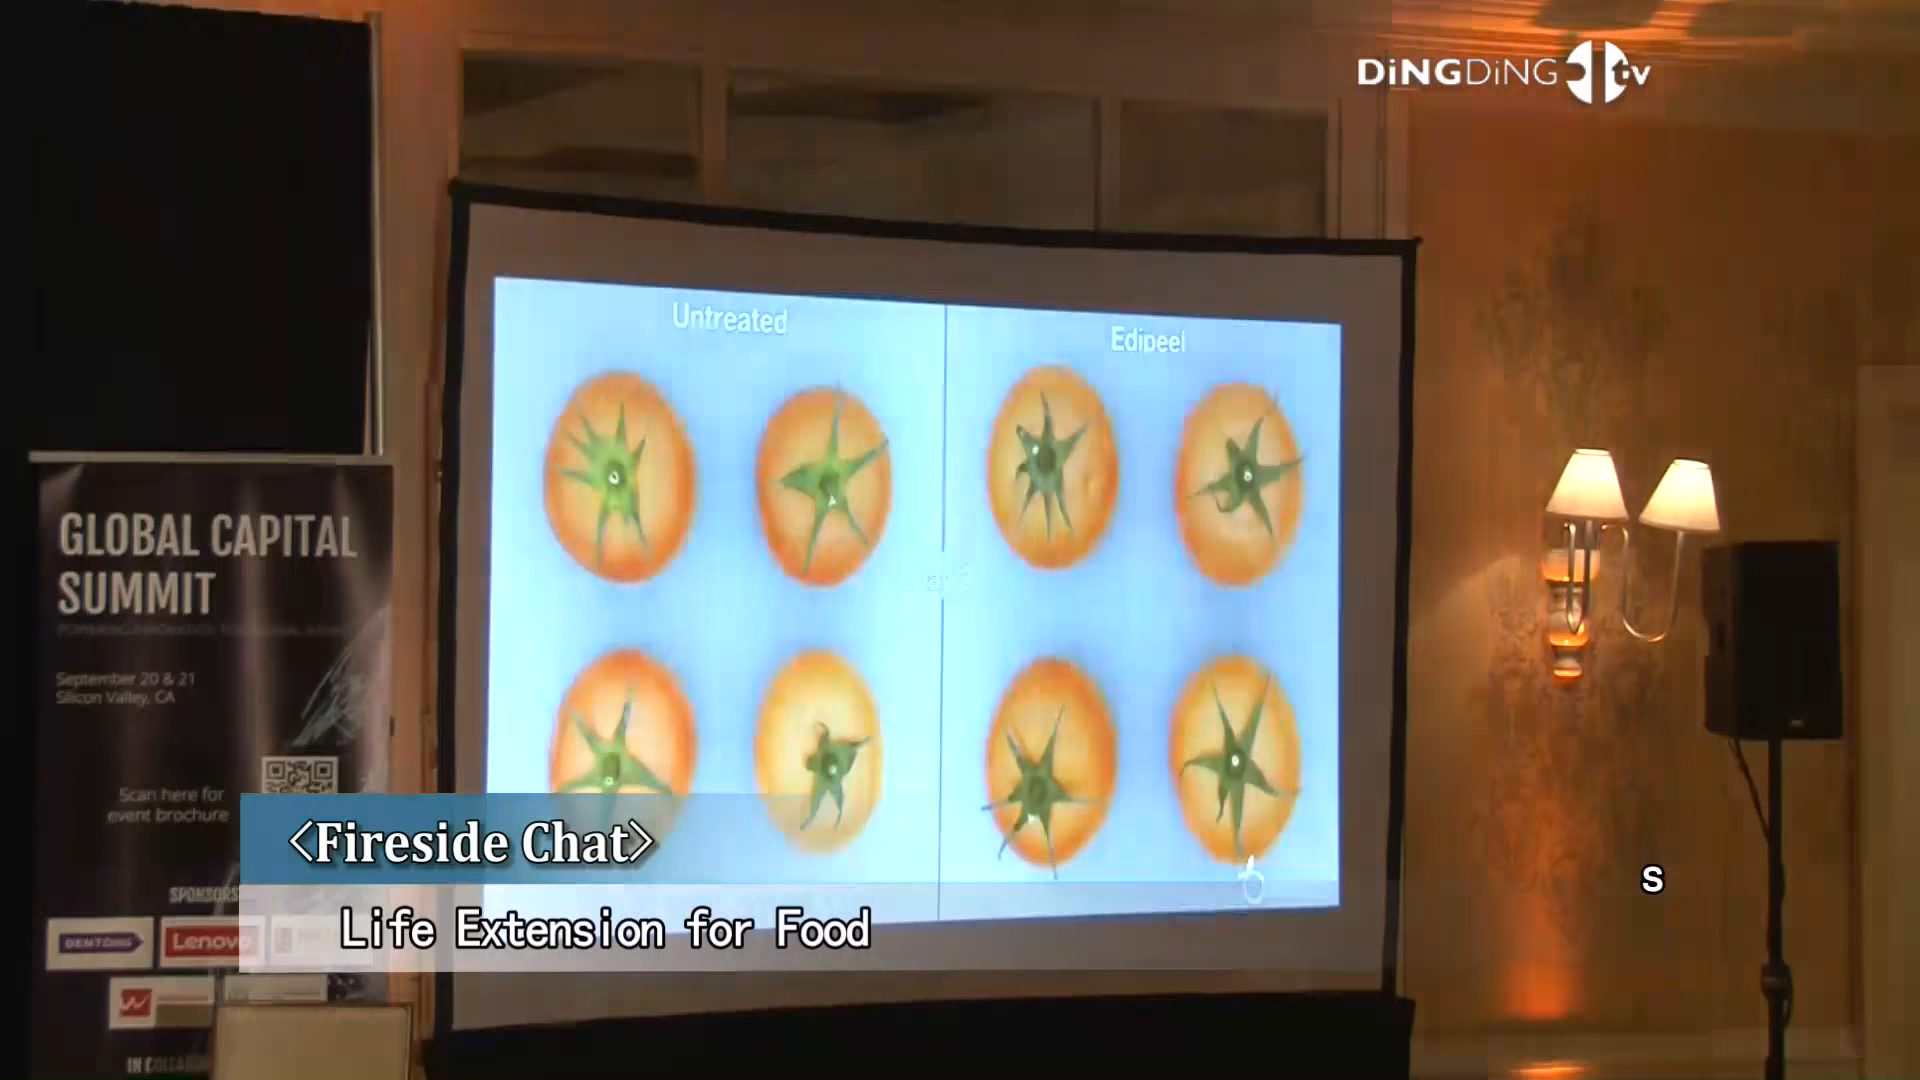 DiNGDiNG tv
Untreated
Edipeel
GLOBAL CAPITAL
SUMMIT
September 20 & 21
Silicon Valley, CA
Scan here for
event brochure
<Fireside Chat>
Life Extension for Food
S
SPONSORS
DENTONS
Lenovo